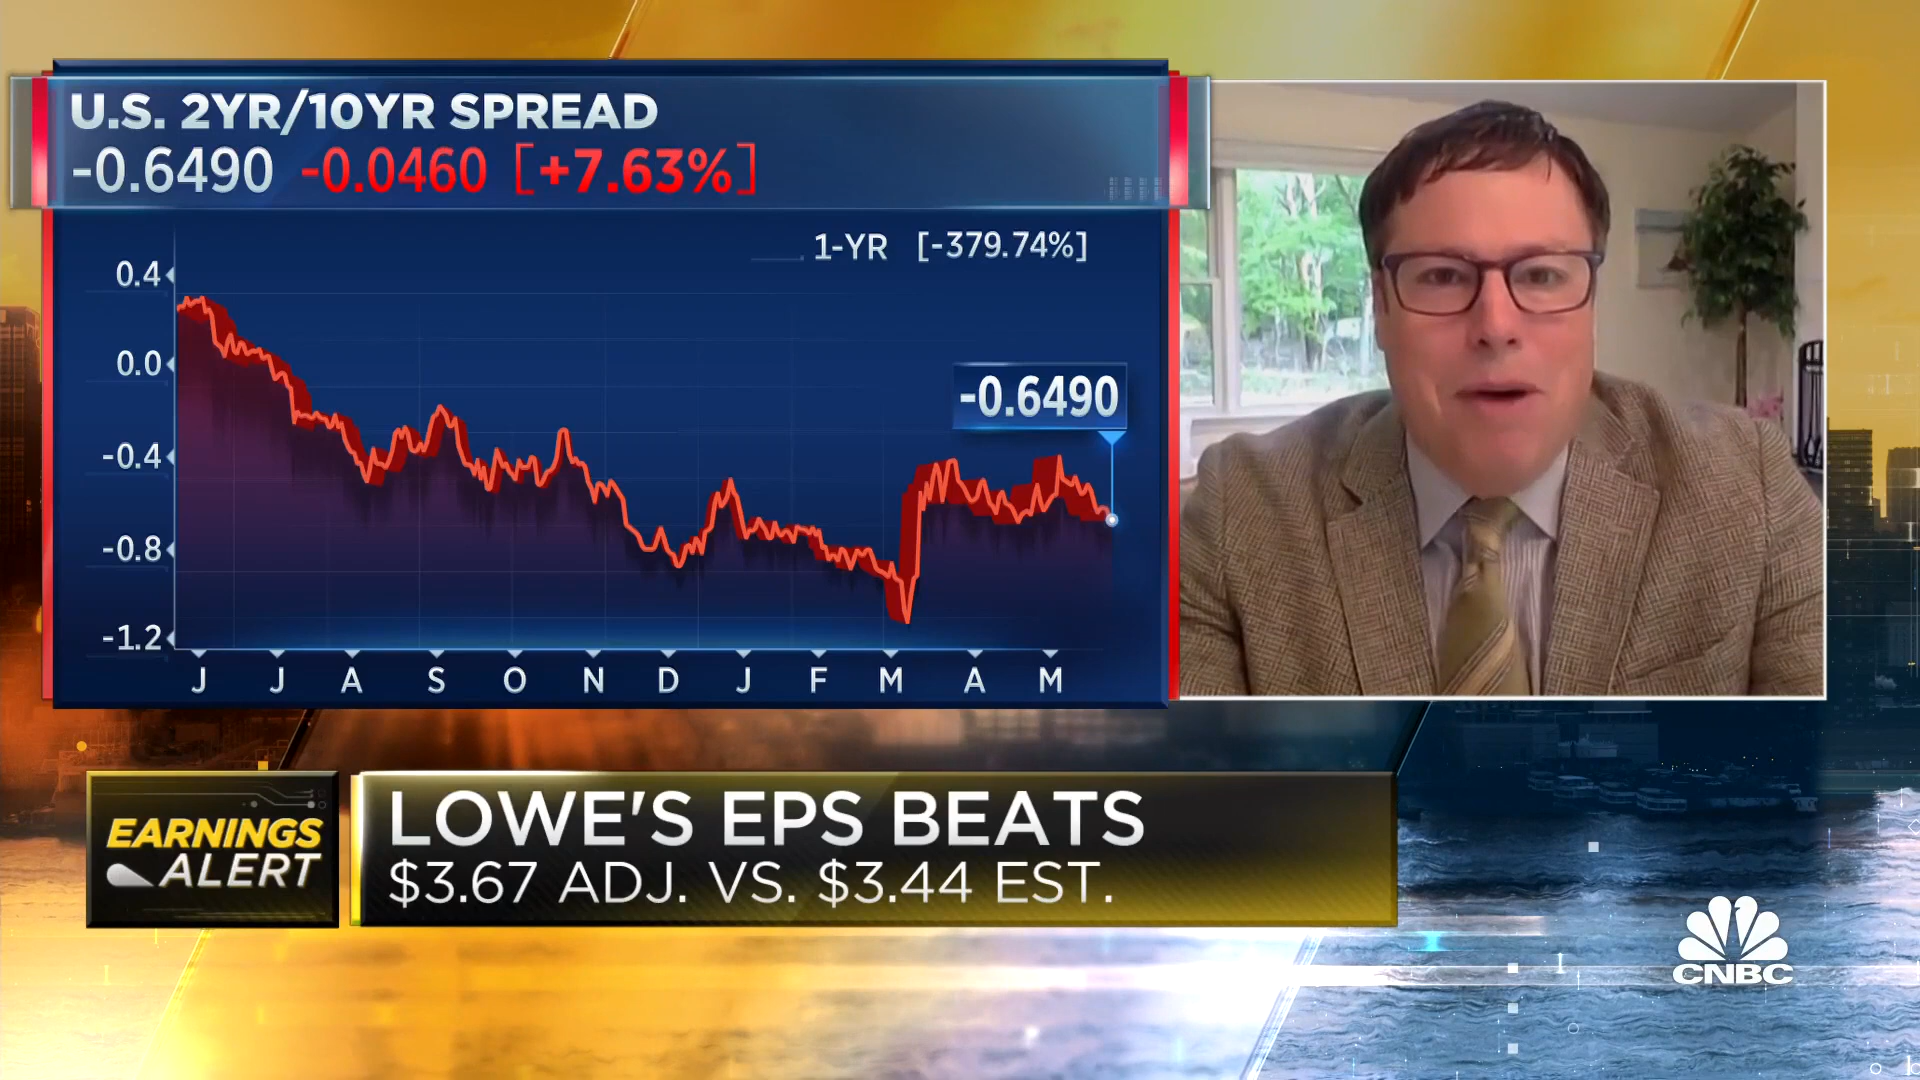 U.S. 2YR/10YR SPREAD
-0.6490 -0.0460 [+7.63%]
1-YR [-379.74%]
0.4
0.0
-0.4
-0.8
-1.2
-0.6490
J J A S O N D J F M A M
EARNINGS
ALERT
LOWE'S EPS BEATS
$3.67 ADJ. VS. $3.44 EST.
CNBC